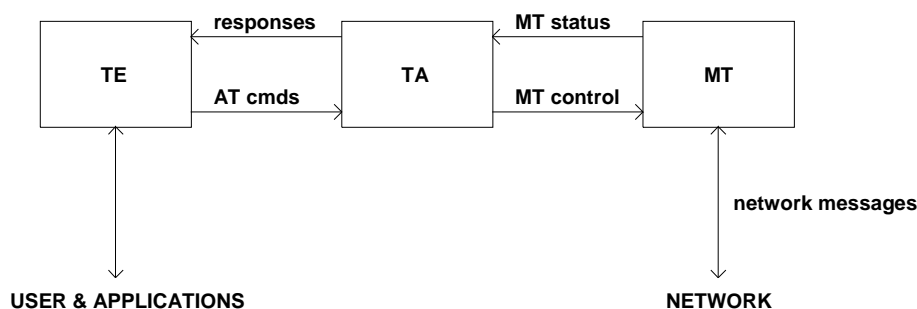 responses
MT status
TE
TA
MT
AT cmds
MT control
network messages
USER & APPLICATIONS
NETWORK